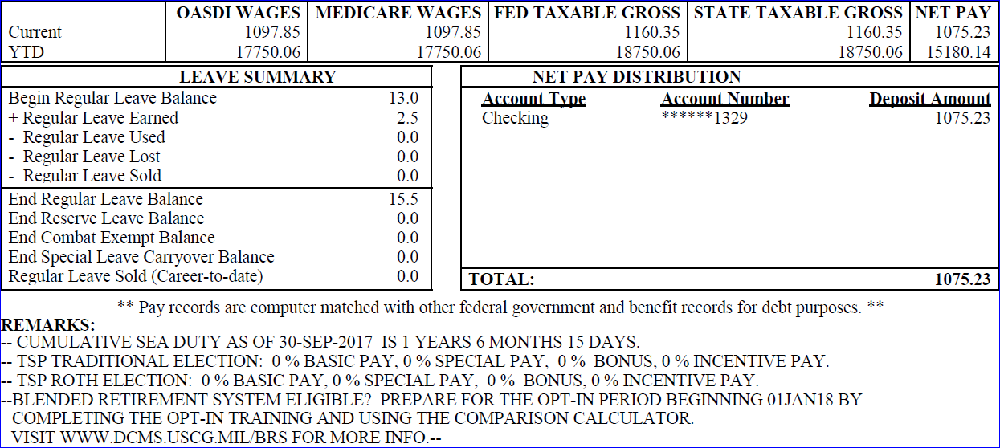 OASDI WAGES MEDICARE WAGES FED TAXABLE GROSS STATE TAXABLE GROSS NET PAY
Current 1097.85 1097.85 1160.35 1160.35 1075.23
YTD 17750.06 17750.06 18750.06 18750.06 15180.14
LEAVE SUMMARY
Begin Regular Leave Balance 13.0
+ Regular Leave Earned 2.5
- Regular Leave Used 0.0
- Regular Leave Lost 0.0
- Regular Leave Sold 0.0
End Regular Leave Balance 15.5
End Reserve Leave Balance 0.0
End Combat Exempt Balance 0.0
End Special Leave Carryover Balance 0.0
Regular Leave Sold (Career-to-date) 0.0
NET PAY DISTRIBUTION
Account Type Account Number Deposit Amount
Checking ******1329 1075.23
TOTAL: 1075.23
** Pay records are computer matched with other federal government and benefit records for debt purposes. **
REMARKS:
-- CUMULATIVE SEA DUTY AS OF 30-SEP-2017 IS 1 YEARS 6 MONTHS 15 DAYS.
-- TSP TRADITIONAL ELECTION: 0 % BASIC PAY, 0 % SPECIAL PAY, 0 % BONUS, 0 % INCENTIVE PAY.
-- TSP ROTH ELECTION: 0 % BASIC PAY, 0 % SPECIAL PAY, 0 % BONUS, 0 % INCENTIVE PAY.
--BLENDED RETIREMENT SYSTEM ELIGIBLE? PREPARE FOR THE OPT-IN PERIOD BEGINNING 01JAN18 BY
COMPLETING THE OPT-IN TRAINING AND USING THE COMPARISON CALCULATOR.
VISIT WWW.DCMS.USCG.MIL/BRS FOR MORE INFO.--